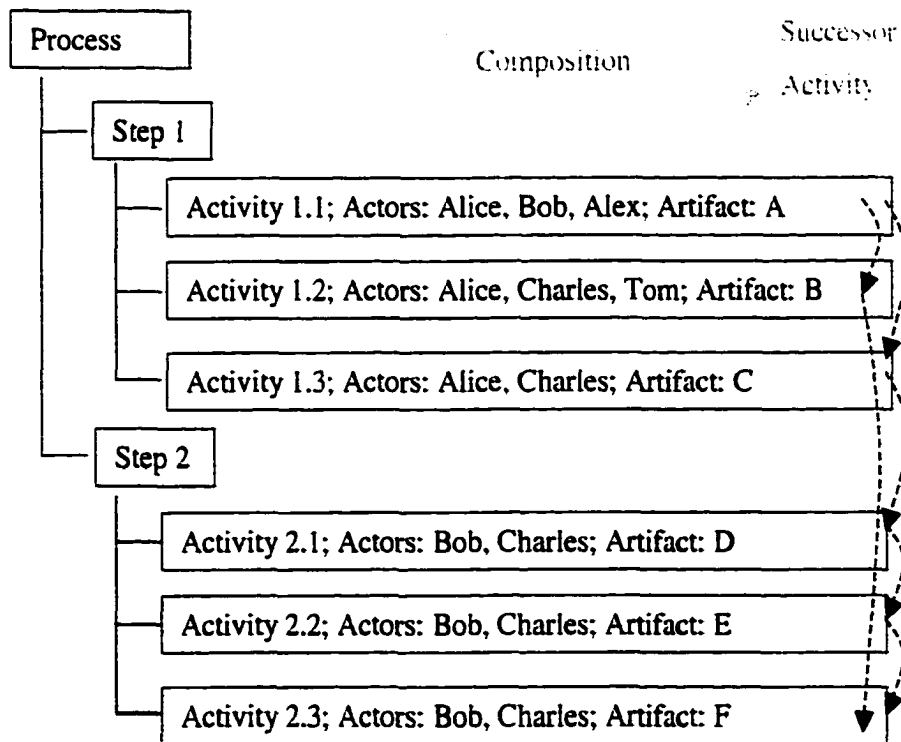 Process
Composition
Successor
Activity
Step 1
Activity 1.1; Actors: Alice, Bob, Alex; Artifact: A
Activity 1.2; Actors: Alice, Charles, Tom; Artifact: B
Activity 1.3; Actors: Alice, Charles; Artifact: C
Step 2
Activity 2.1; Actors: Bob, Charles; Artifact: D
Activity 2.2; Actors: Bob, Charles; Artifact: E
Activity 2.3; Actors: Bob, Charles; Artifact: F